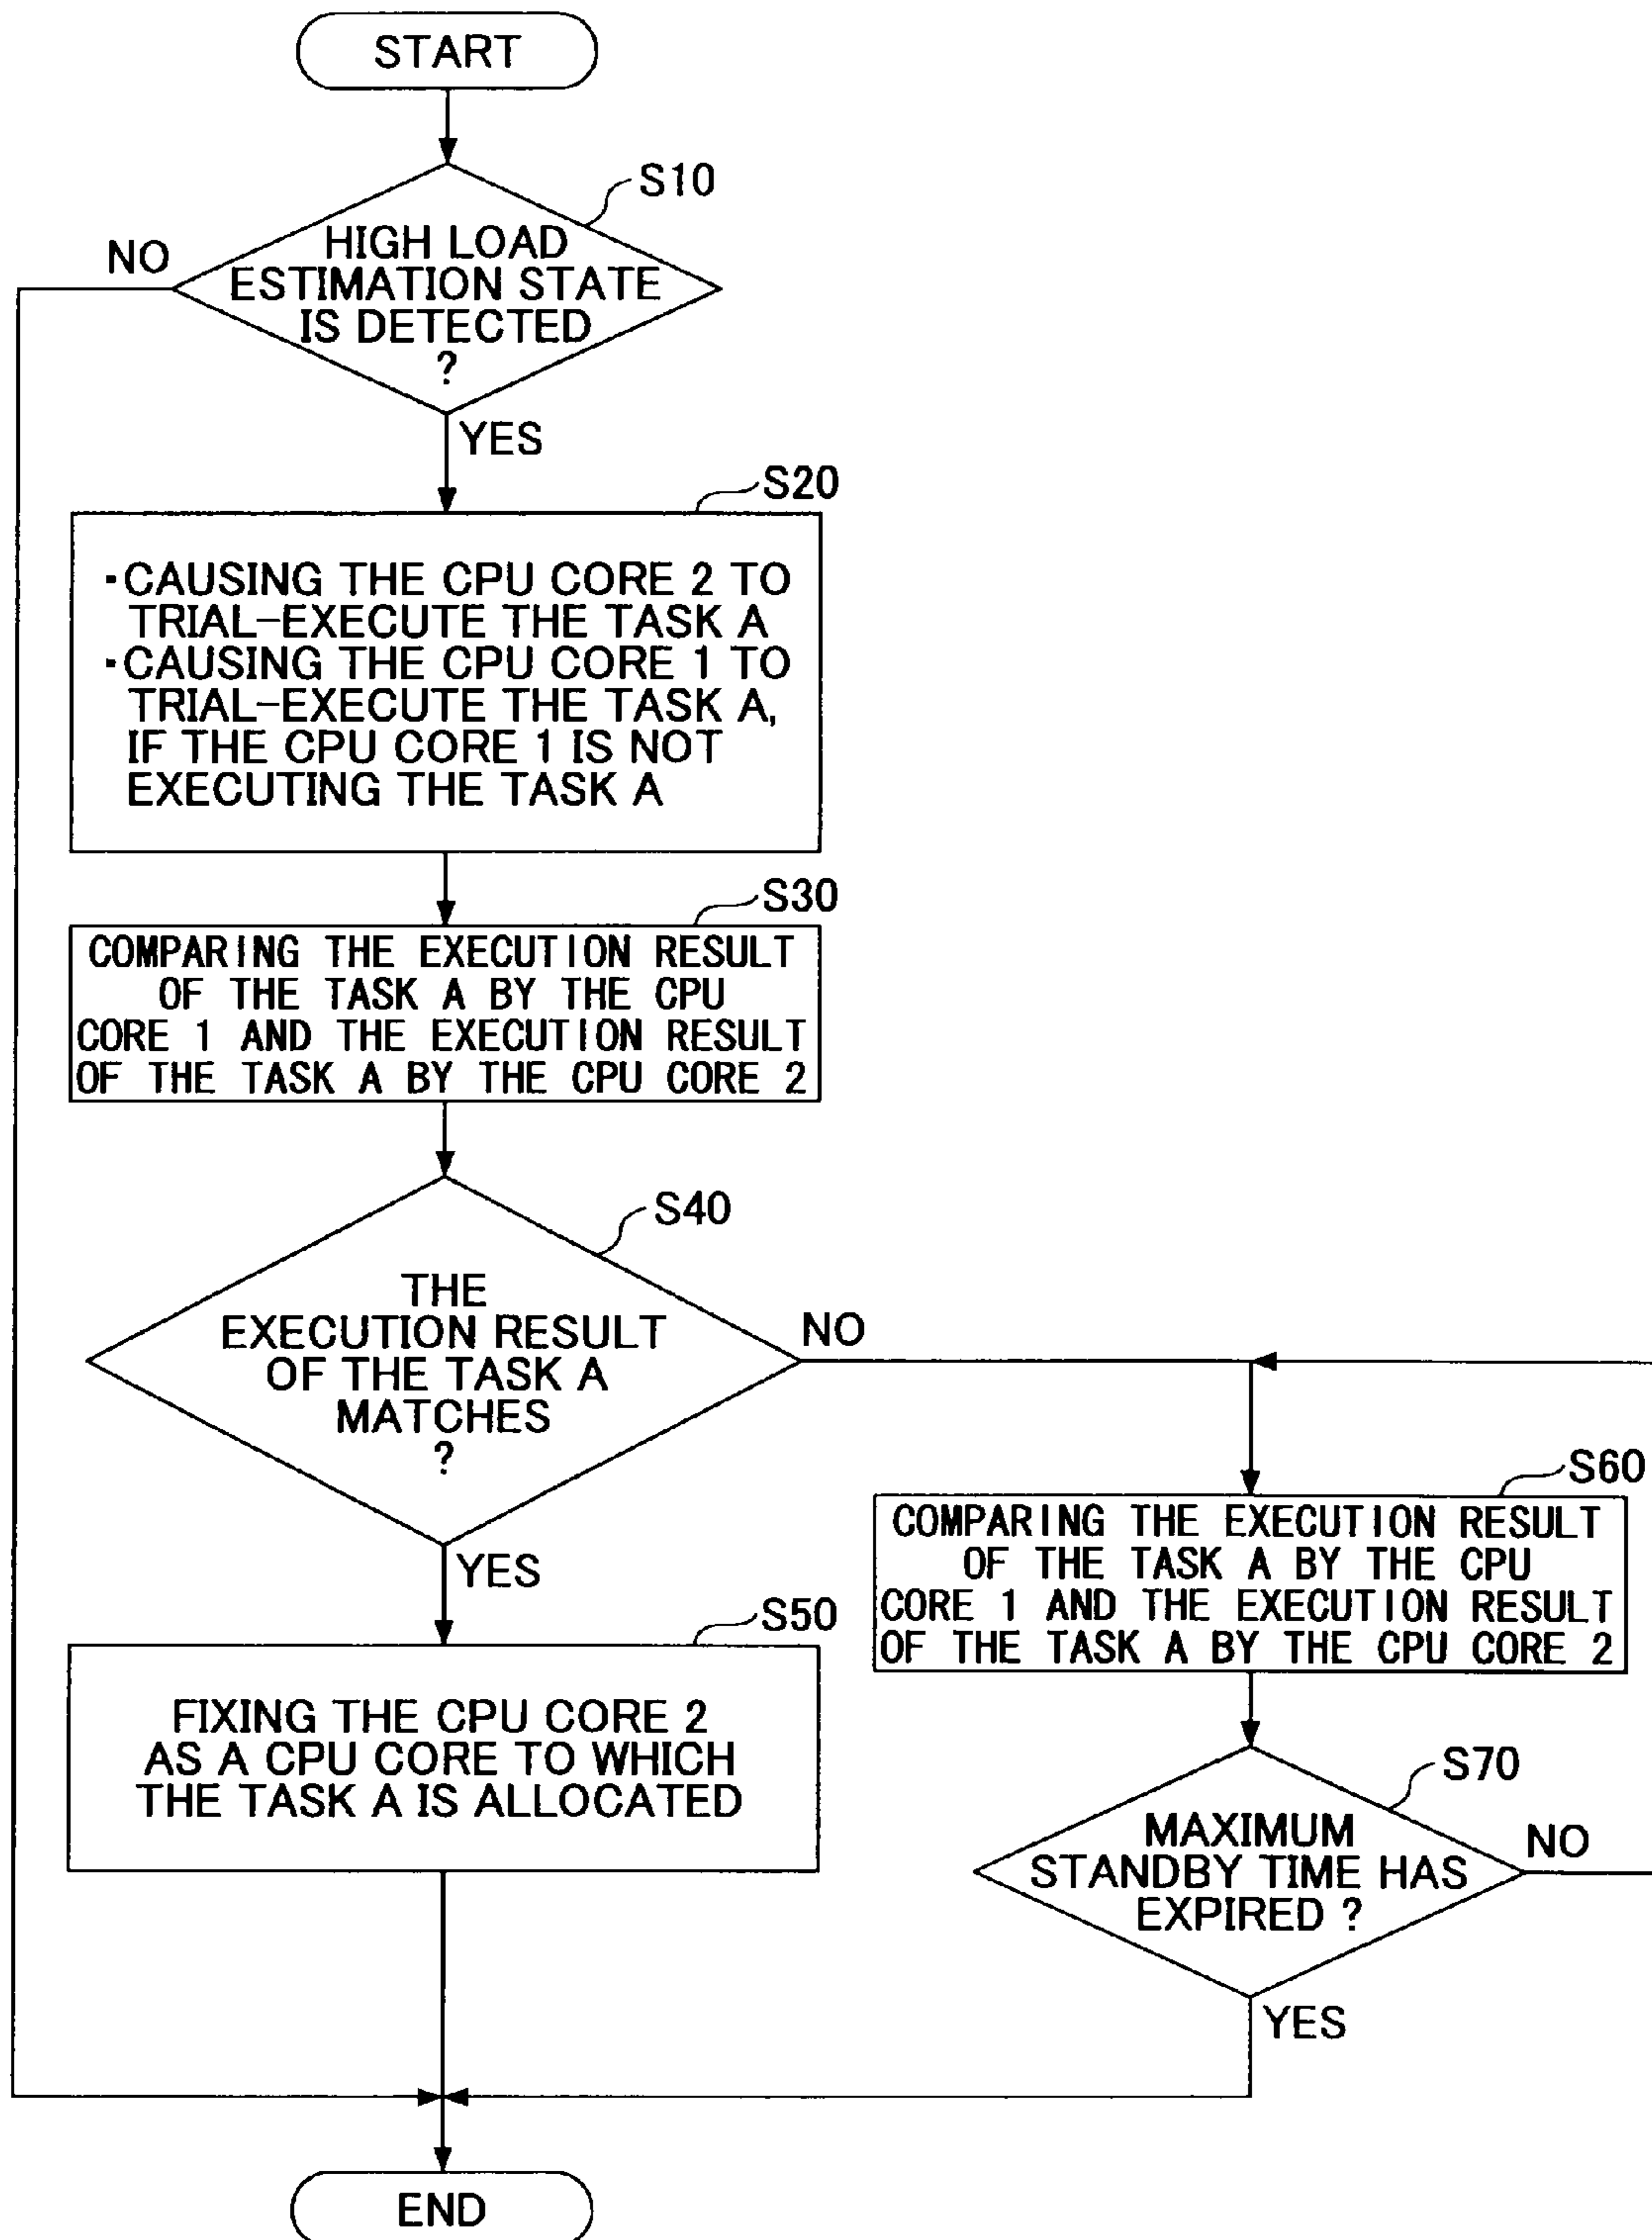 START
S10
HIGH LOAD
ESTIMATION STATE
IS DETECTED
?
NO
YES
S20
・CAUSING THE CPU CORE 2 TO
TRIAL-EXECUTE THE TASK A
・CAUSING THE CPU CORE 1 TO
TRIAL-EXECUTE THE TASK A,
IF THE CPU CORE 1 IS NOT
EXECUTING THE TASK A
S30
COMPARING THE EXECUTION RESULT
OF THE TASK A BY THE CPU
CORE 1 AND THE EXECUTION RESULT
OF THE TASK A BY THE CPU CORE 2
S40
THE
EXECUTION RESULT
OF THE TASK A
MATCHES
?
NO
YES
S50
FIXING THE CPU CORE 2
AS A CPU CORE TO WHICH
THE TASK A IS ALLOCATED
S60
COMPARING THE EXECUTION RESULT
OF THE TASK A BY THE CPU
CORE 1 AND THE EXECUTION RESULT
OF THE TASK A BY THE CPU CORE 2
S70
MAXIMUM
STANDBY TIME HAS
EXPIRED ?
NO
YES
END